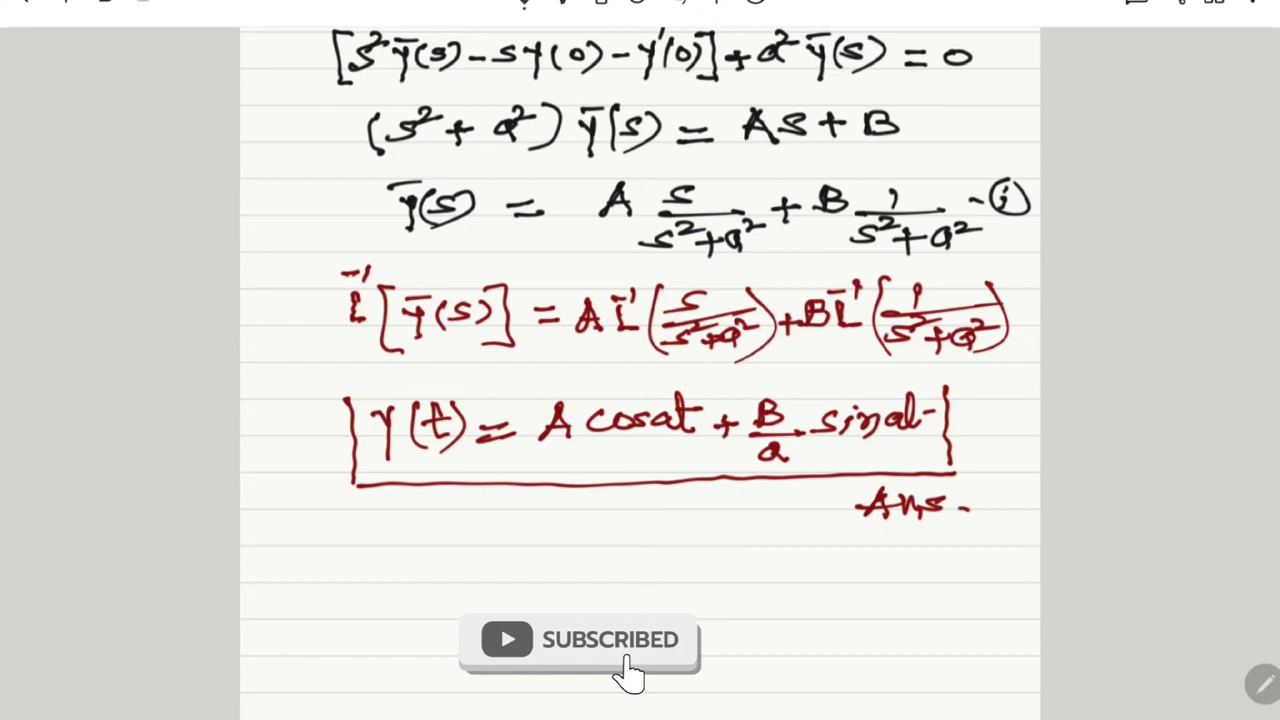 [s² Ȳ(s) - s Y(0) - Y'(0)] + a² Ȳ(s) = 0
(s² + a²) Ȳ(s) = As + B
Ȳ(s) = A s/(s²+a²) + B 1/(s²+a²) - (i)
L⁻¹[Ȳ(s)] = A L⁻¹(s/(s²+a²)) + B L⁻¹(1/(s²+a²))
Y(t) = A cosat + B/a . sinat
Ans.
SUBSCRIBED